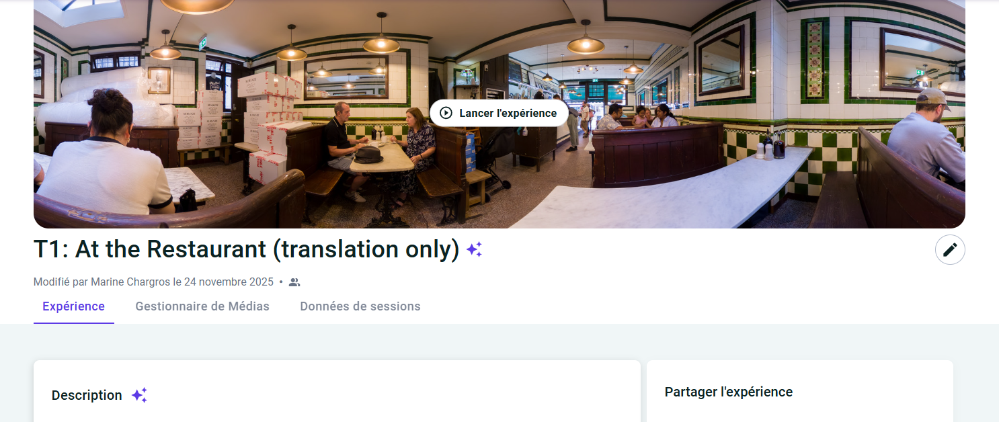 Lancer l'expérience
T1: At the Restaurant (translation only)
Modifié par Marine Chargros le 24 novembre 2025 •
Expérience
Gestionnaire de Médias
Données de sessions
Description
Partager l'expérience